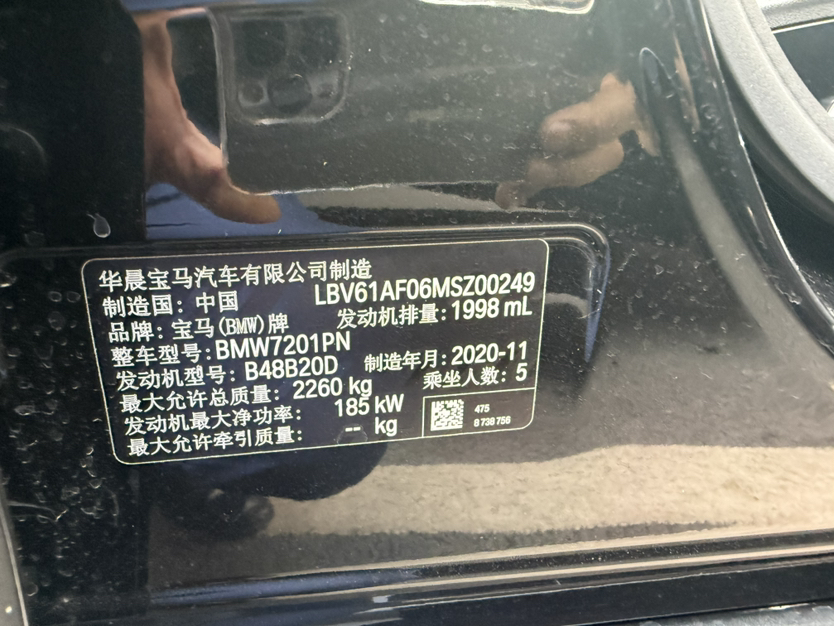 华晨宝马汽车有限公司制造
制造国: 中国 LBV61AF06MSZ00249
品牌: 宝马(BMW)牌 发动机排量: 1998 mL
整车型号: BMW7201PN
发动机型号: B48B20D 制造年月: 2020-11
最大允许总质量: 2260 kg 乘坐人数: 5
发动机最大净功率: 185 kW
最大允许牵引质量: -- kg
475
8 738 756